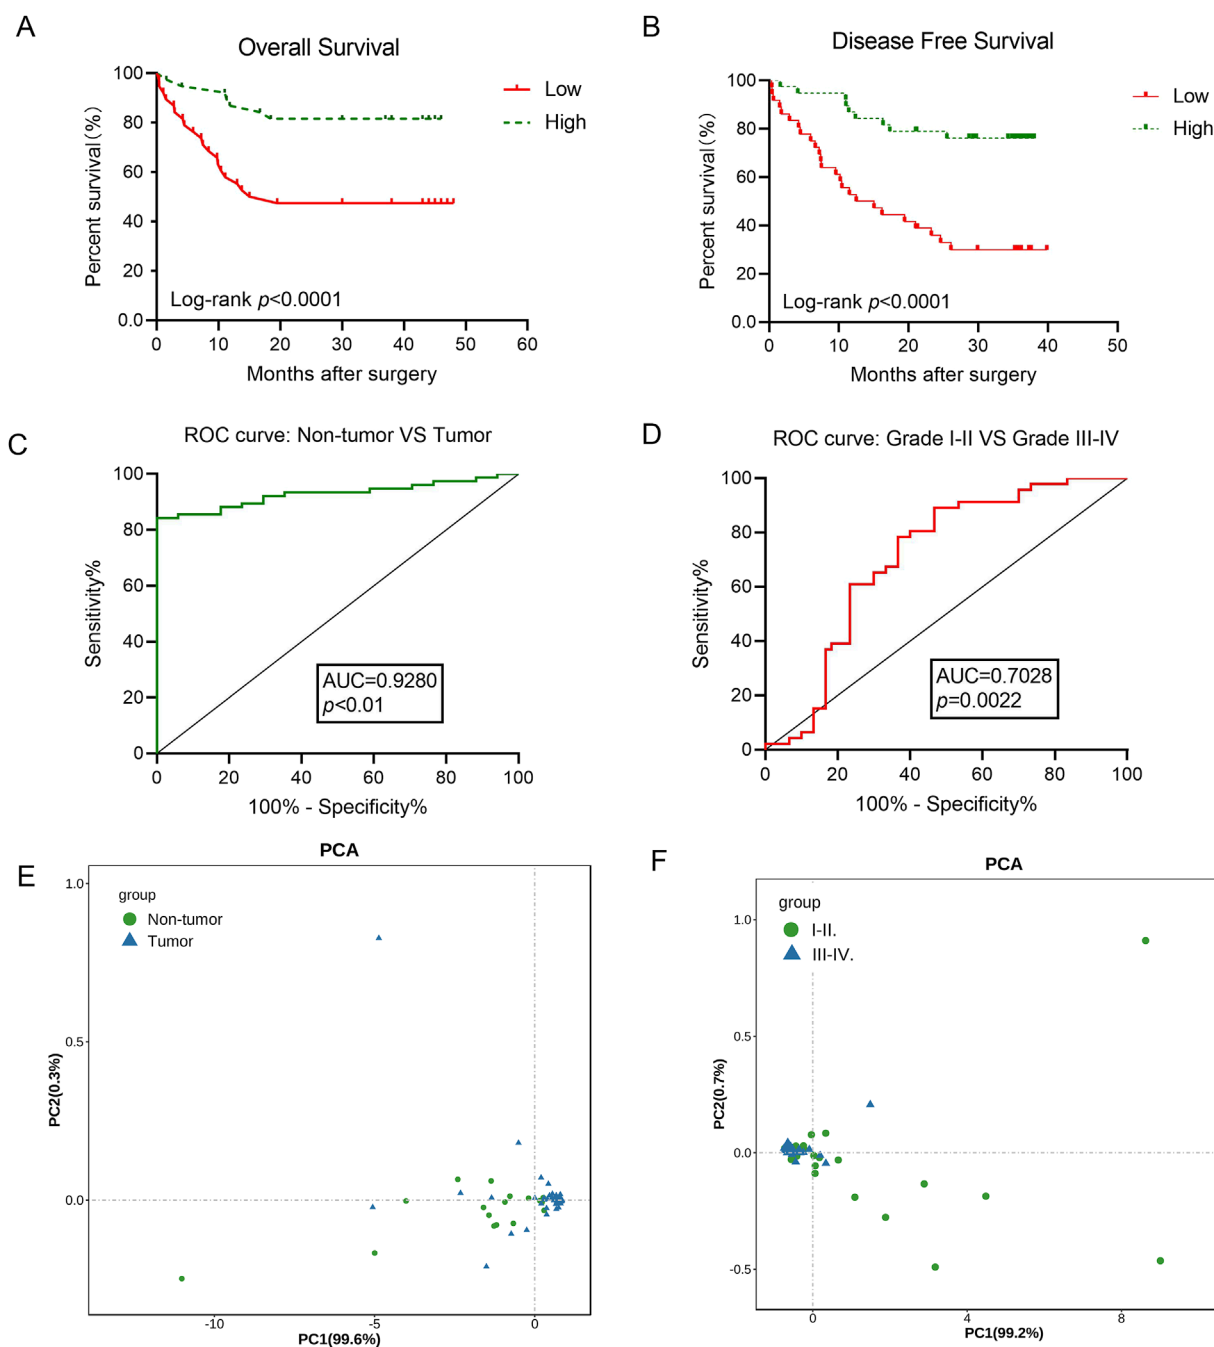 A
Overall Survival
Percent survival(%)
100
80
60
40
20
0.0
Log-rank p<0.0001
0 10 20 30 40 50 60
Months after surgery
Low
High
B
Disease Free Survival
Percent survival(%)
100
80
60
40
20
0.0
Log-rank p<0.0001
0 10 20 30 40 50
Months after surgery
Low
High
C
ROC curve: Non-tumor VS Tumor
Sensitivity%
100
80
60
40
20
0
AUC=0.9280
p<0.01
0 20 40 60 80 100
100% - Specificity%
D
ROC curve: Grade I-II VS Grade III-IV
Sensitivity%
100
80
60
40
20
0
AUC=0.7028
p=0.0022
0 20 40 60 80 100
100% - Specificity%
E
PCA
group
Non-tumor
Tumor
PC2(0.3%)
1.0
0.5
0.0
-10 -5 0
PC1(99.6%)
F
PCA
group
I-II.
III-IV.
PC2(0.7%)
1.0
0.5
0.0
-0.5
0 4 8
PC1(99.2%)